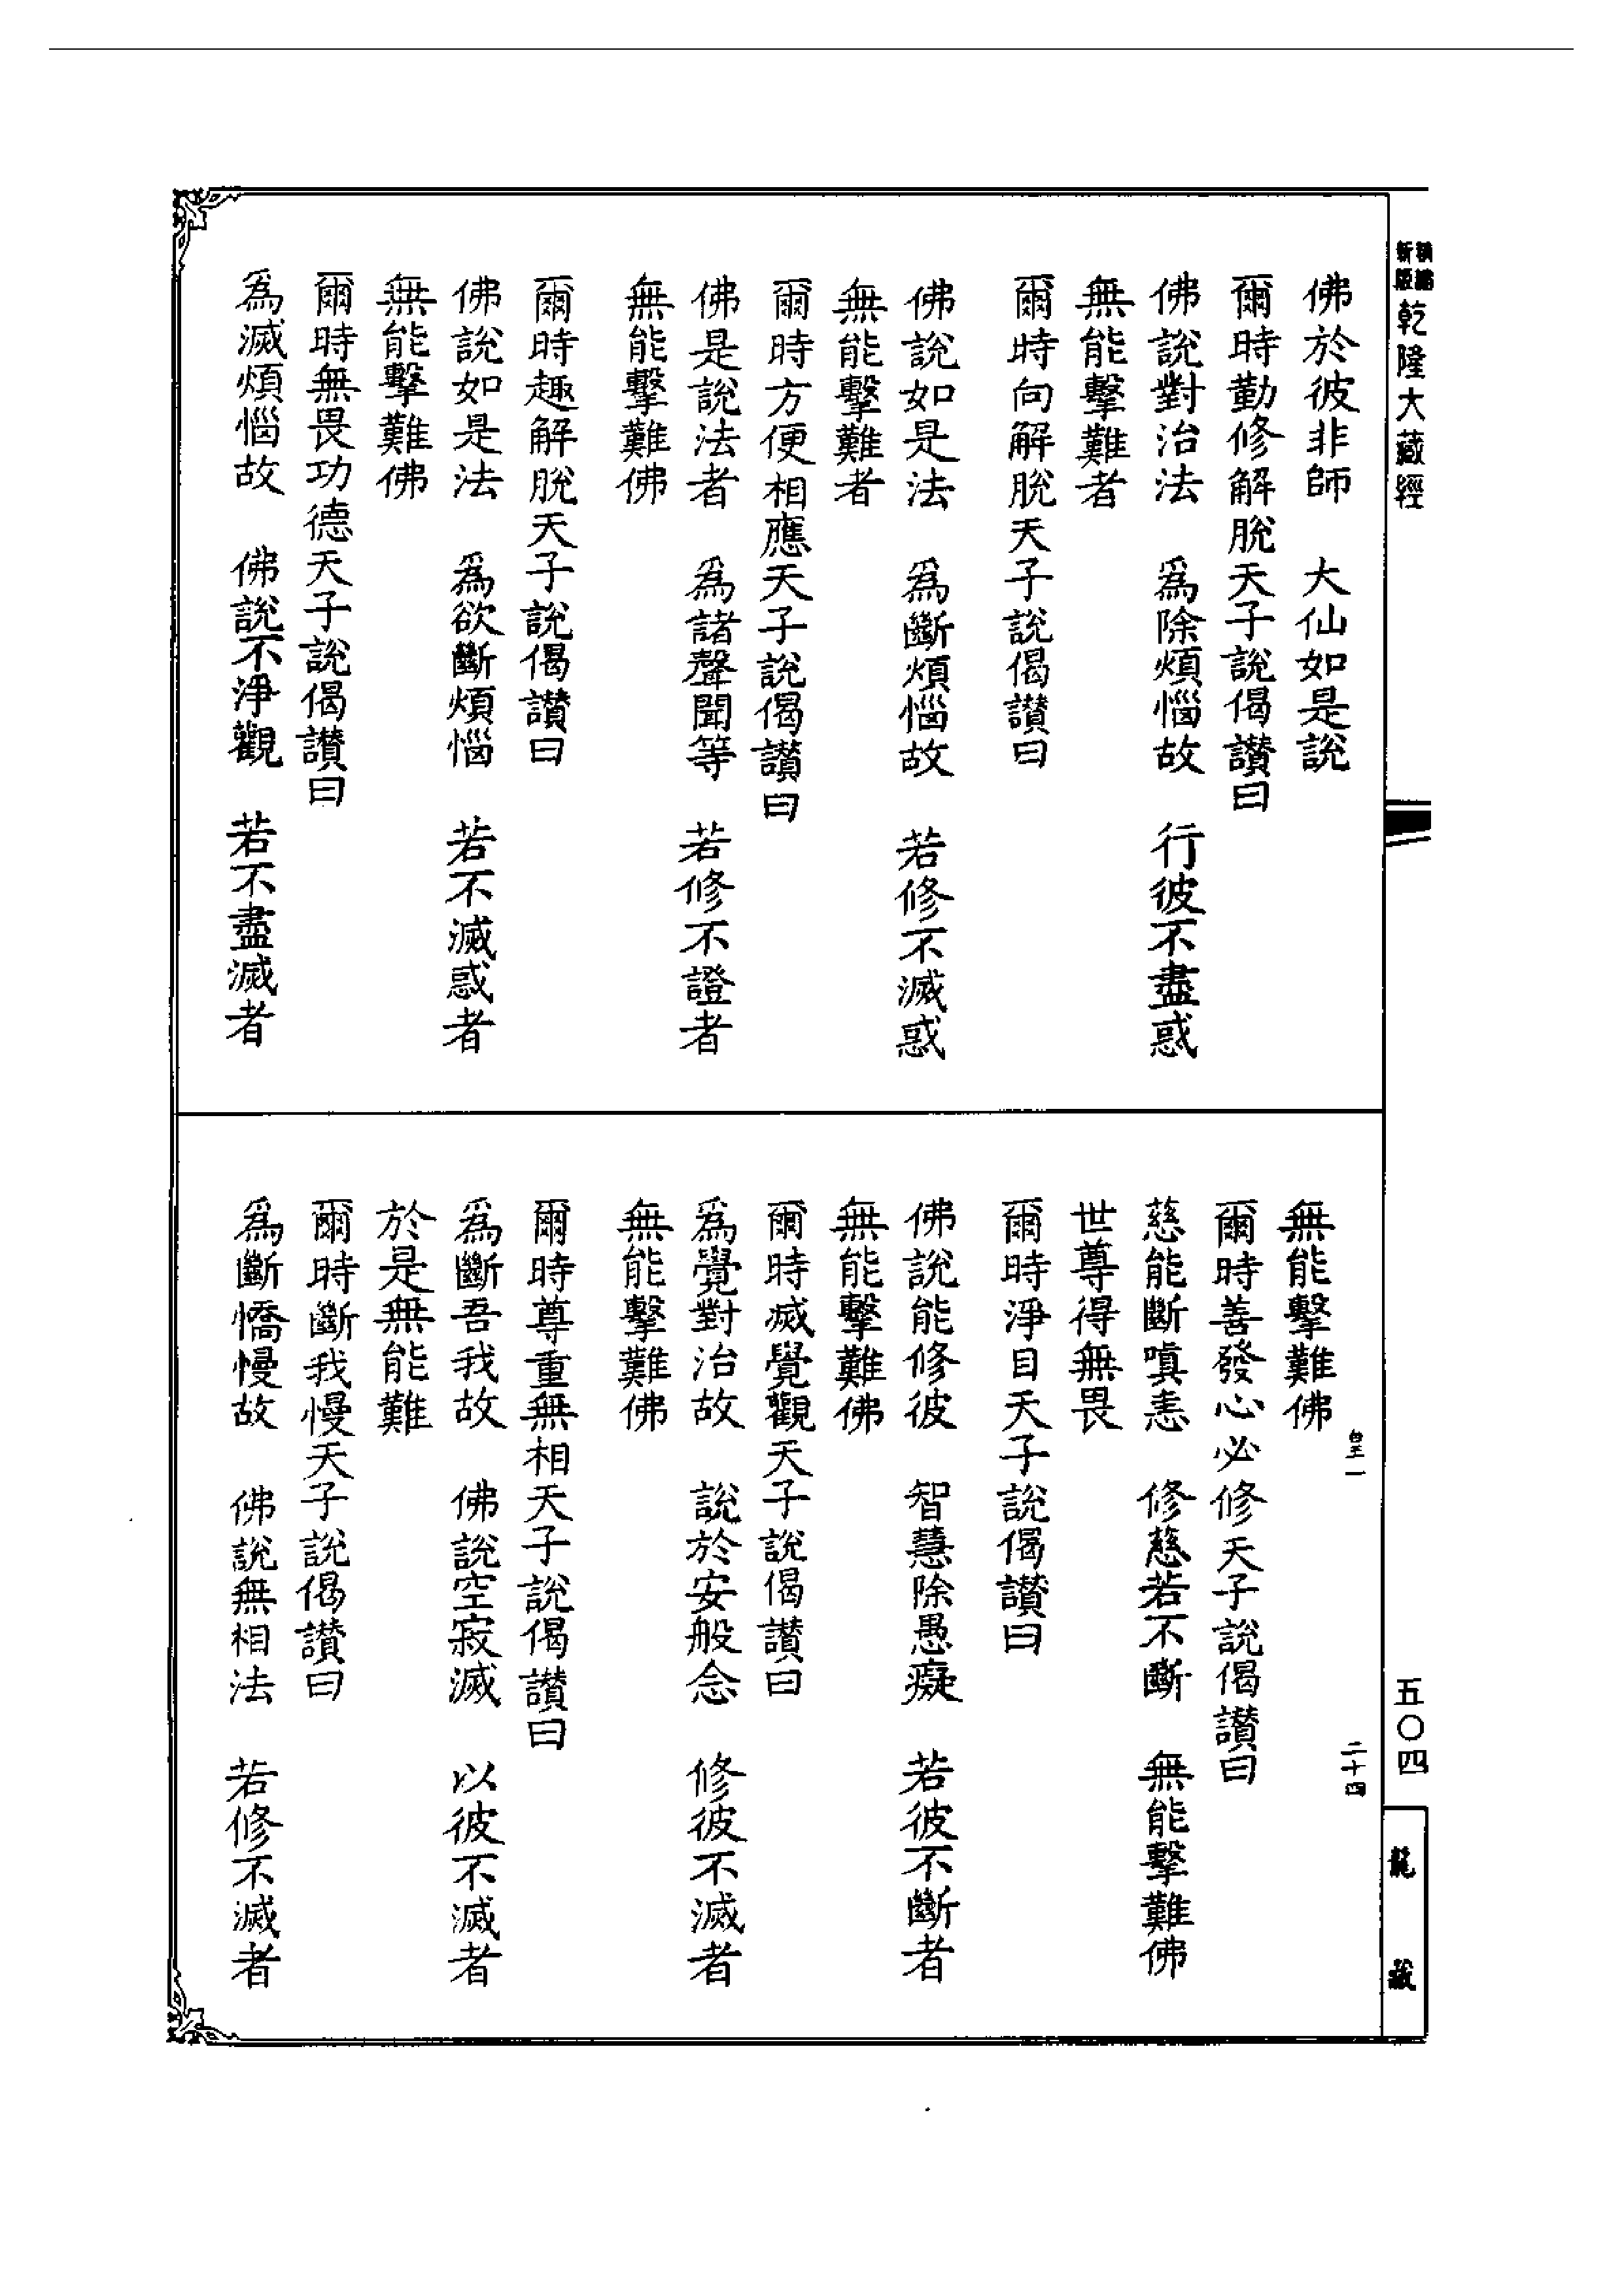 新編
新版
乾隆大藏經
佛於彼非師　大仙如是說
爾時勤修解脫天子說偈讃曰
佛說對治法　爲除煩惱故　行彼不盡惑
無能擊難者
爾時向解脫天子說偈讃曰
佛說如是法　爲斷煩惱故　若修不滅惑
無能擊難者
爾時方便相應天子說偈讃曰
佛是說法者　爲諸聲聞等　若修不證者
無能擊難佛
爾時趣解脫天子說偈讃曰
佛說如是法　爲欲斷煩惱　若不滅惑者
無能擊難佛
爾時無畏功德天子說偈讃曰
爲滅煩惱故　佛說不淨觀　若不盡滅者
無能擊難佛
爾時善發心必修天子說偈讃曰
慈能斷嗔恚　修慈若不斷　無能擊難佛
世尊得無畏
爾時淨目天子說偈讃曰
佛說能修彼　智慧除愚癡　若彼不斷者
無能擊難佛
爾時滅覺觀天子說偈讃曰
爲覺對治故　說於安般念　修彼不滅者
無能擊難佛
爾時尊重無相天子說偈讃曰
爲斷吾我故　佛說空寂滅　以彼不滅者
於是無能難
爾時斷我慢天子說偈讃曰
爲斷憍慢故　佛說無相法　若修不滅者
二十四
五〇四
龍藏